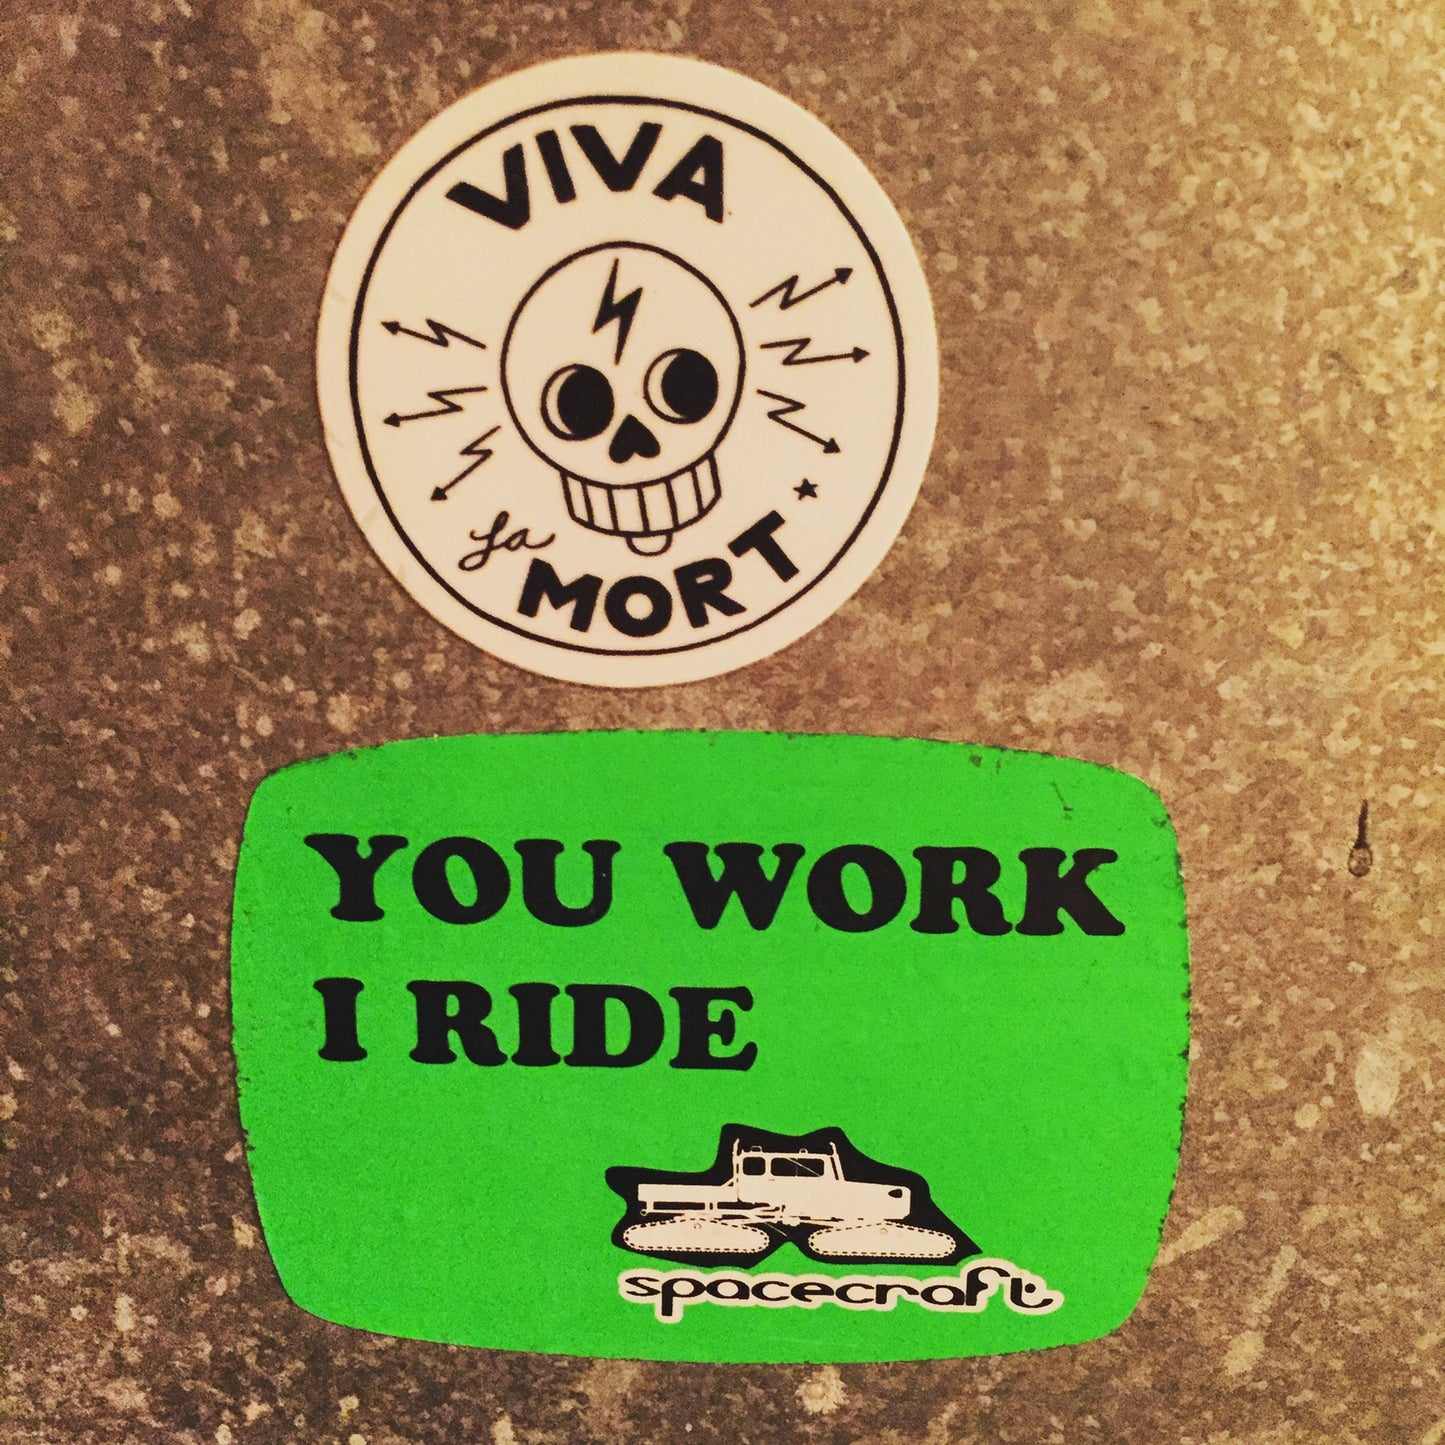 VIVA
La
MORT
YOU WORK
I RIDE
spacecraft